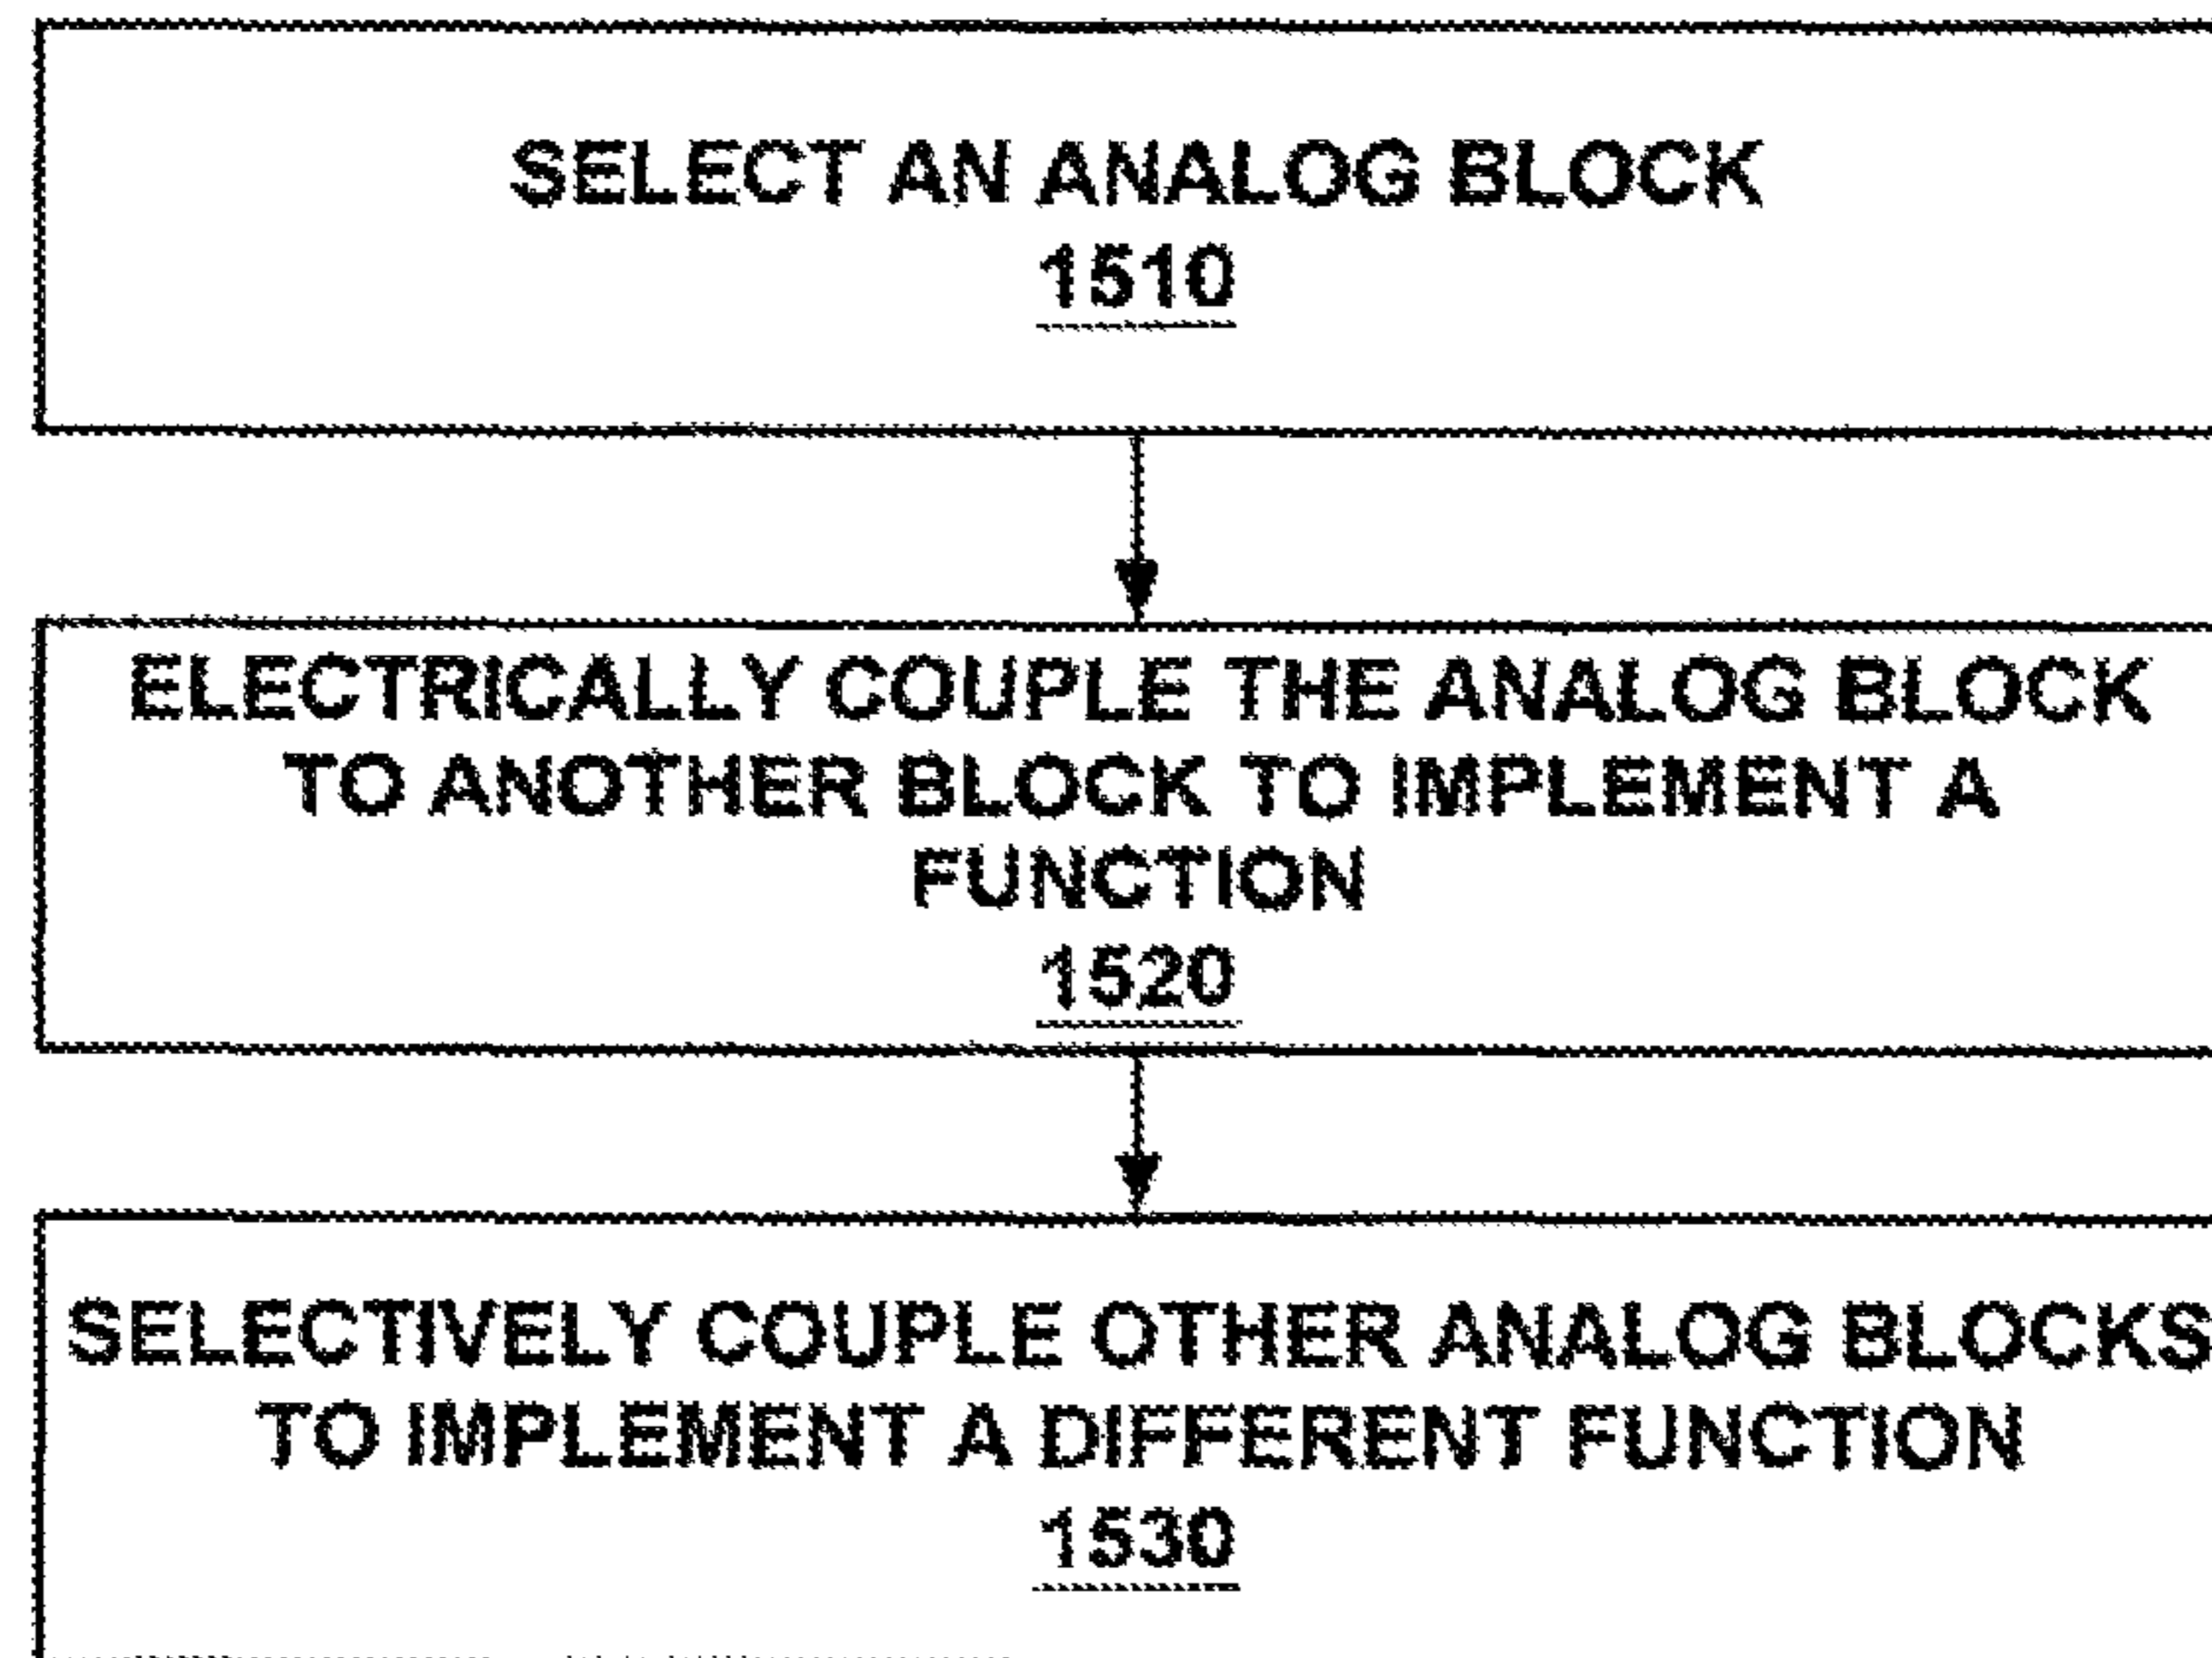 SELECT AN ANALOG BLOCK
1510
ELECTRICALLY COUPLE THE ANALOG BLOCK
TO ANOTHER BLOCK TO IMPLEMENT A
FUNCTION
1520
SELECTIVELY COUPLE OTHER ANALOG BLOCKS
TO IMPLEMENT A DIFFERENT FUNCTION
1530